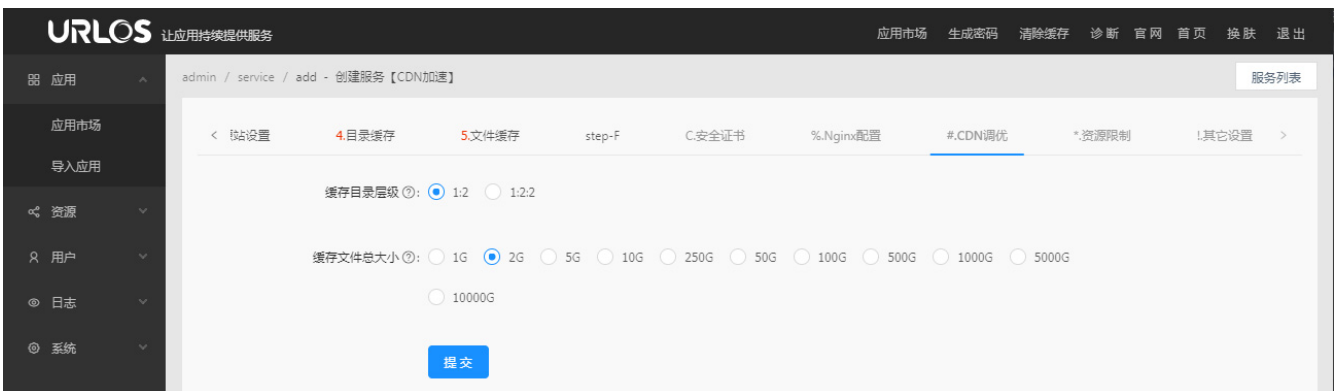 URLOS 让应用持续提供服务 应用市场 生成密码 清除缓存 诊断 官网 首页 换肤 退出
应用
admin / service / add - 创建服务【CDN加速】 服务列表
应用市场
< 站设置 4.目录缓存 5.文件缓存 step-F C.安全证书 %.Nginx配置 #.CDN调优 *.资源限制 !.其它设置 >
导入应用
缓存目录层级 ?: 1:2 1:2:2
资源
用户
缓存文件总大小 ?: 1G 2G 5G 10G 250G 50G 100G 500G 1000G 5000G
日志
10000G
系统
提交